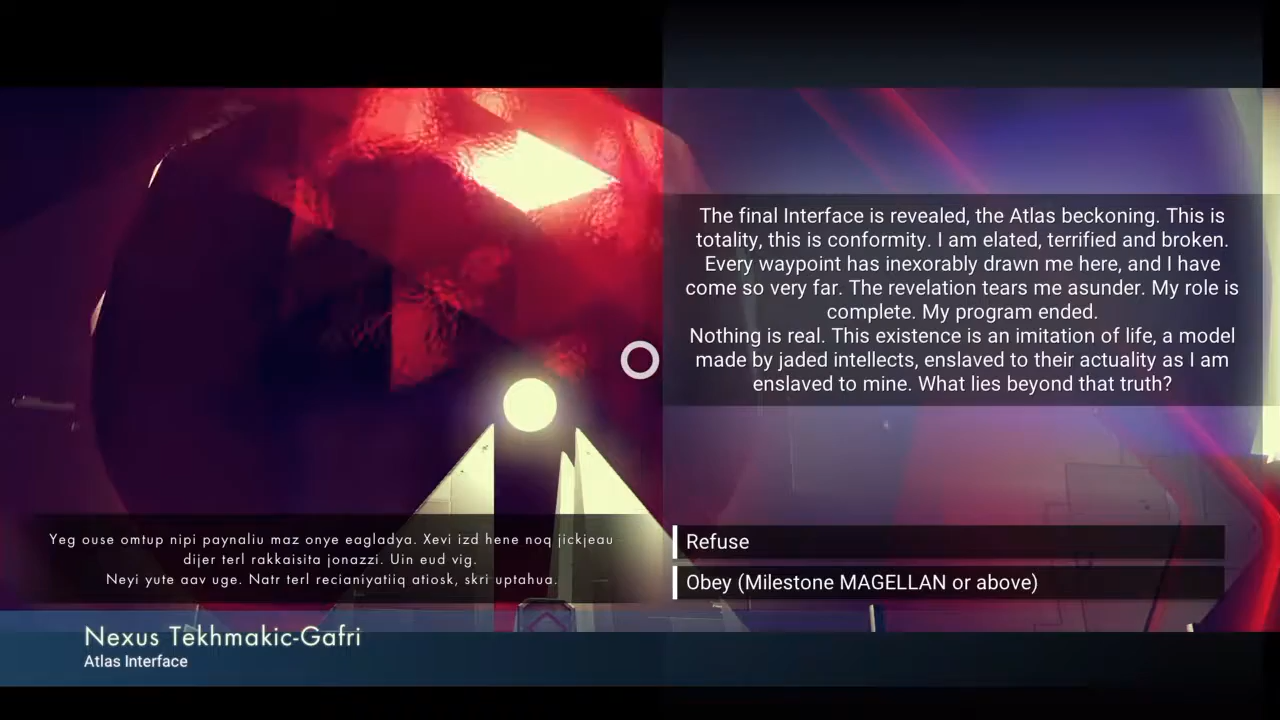 The final Interface is revealed, the Atlas beckoning. This is
totality, this is conformity. I am elated, terrified and broken.
Every waypoint has inexorably drawn me here, and I have
come so very far. The revelation tears me asunder. My role is
complete. My program ended.
Nothing is real. This existence is an imitation of life, a model
made by jaded intellects, enslaved to their actuality as I am
enslaved to mine. What lies beyond that truth?
Yeg ouse omtup nipi paynaliu maz onye eagladya. Xevi izd hene noq jickjeau
dijer terl rakkaisita jonazzi. Uin eud vig.
Neyi yute aav uge. Natr terl recianiyatiiq atiosk, skri uptahua.
Refuse
Obey (Milestone MAGELLAN or above)
Nexus Tekhmakic-Gafri
Atlas Interface